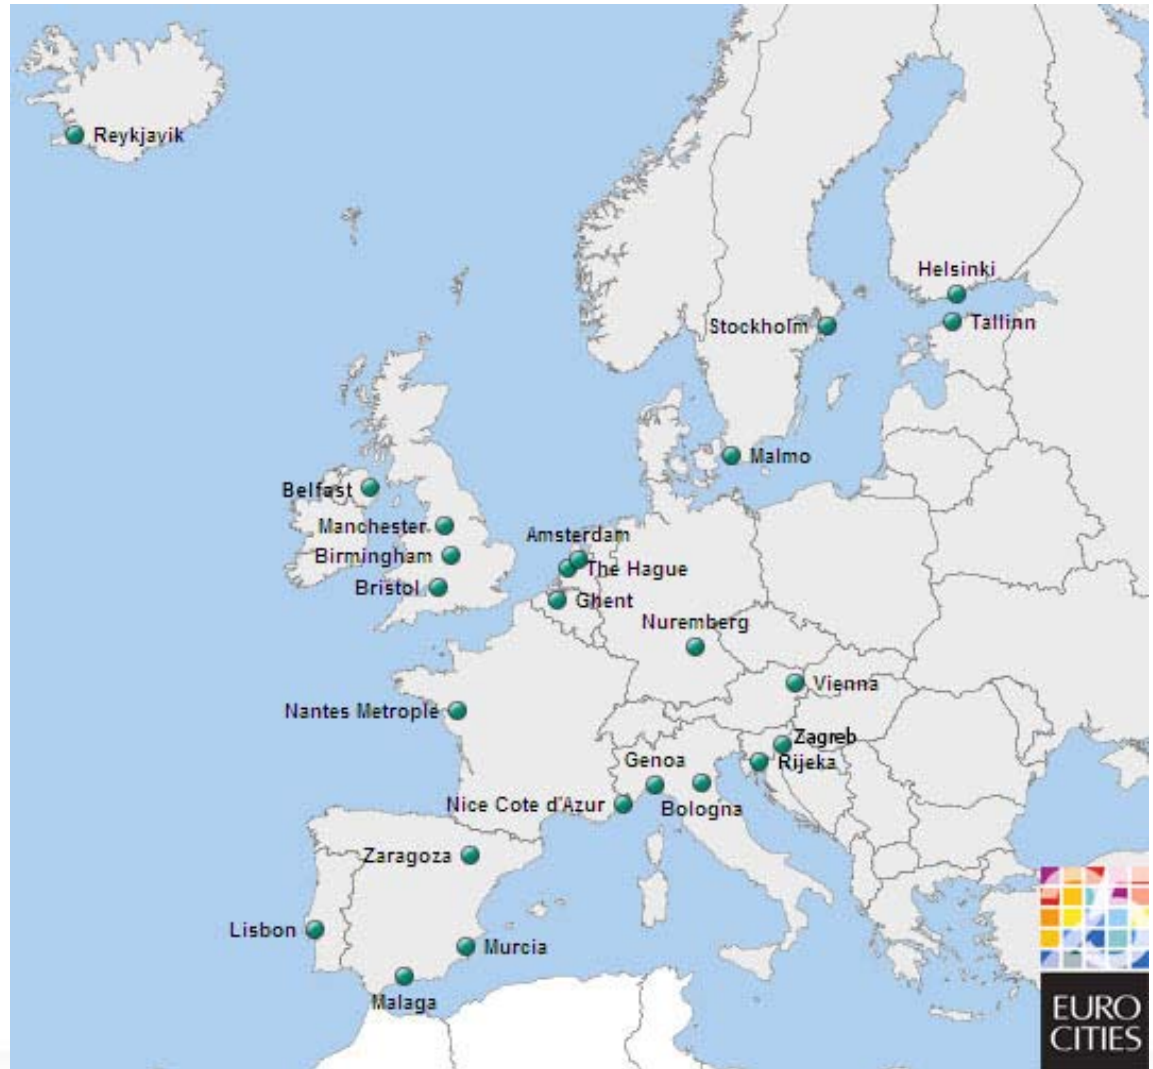 Reykjavik
Helsinki
Stockholm
Tallinn
Malmo
Belfast
Manchester
Amsterdam
Birmingham
The Hague
Bristol
Ghent
Nuremberg
Vienna
Nantes Metrople
Zagreb
Genoa
Rijeka
Nice Cote d'Azur
Bologna
Zaragoza
Lisbon
Murcia
Malaga
EURO
CITIES